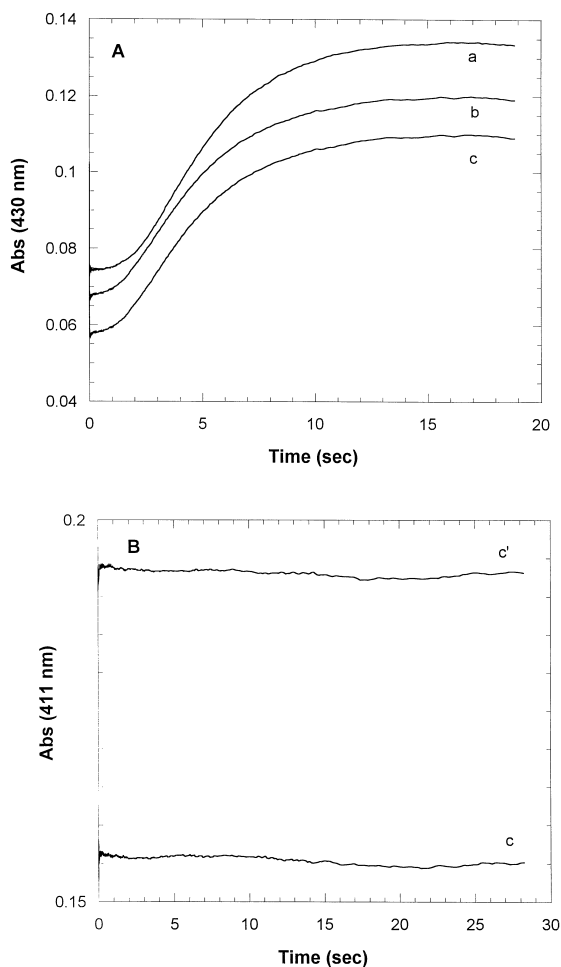 0.14
A
a
0.12
b
c
0.1
Abs (430 nm)
0.08
0.06
0.04
0 5 10 15 20
Time (sec)
0.2
B
c'
Abs (411 nm)
c
0.15
0 5 10 15 20 25 30
Time (sec)